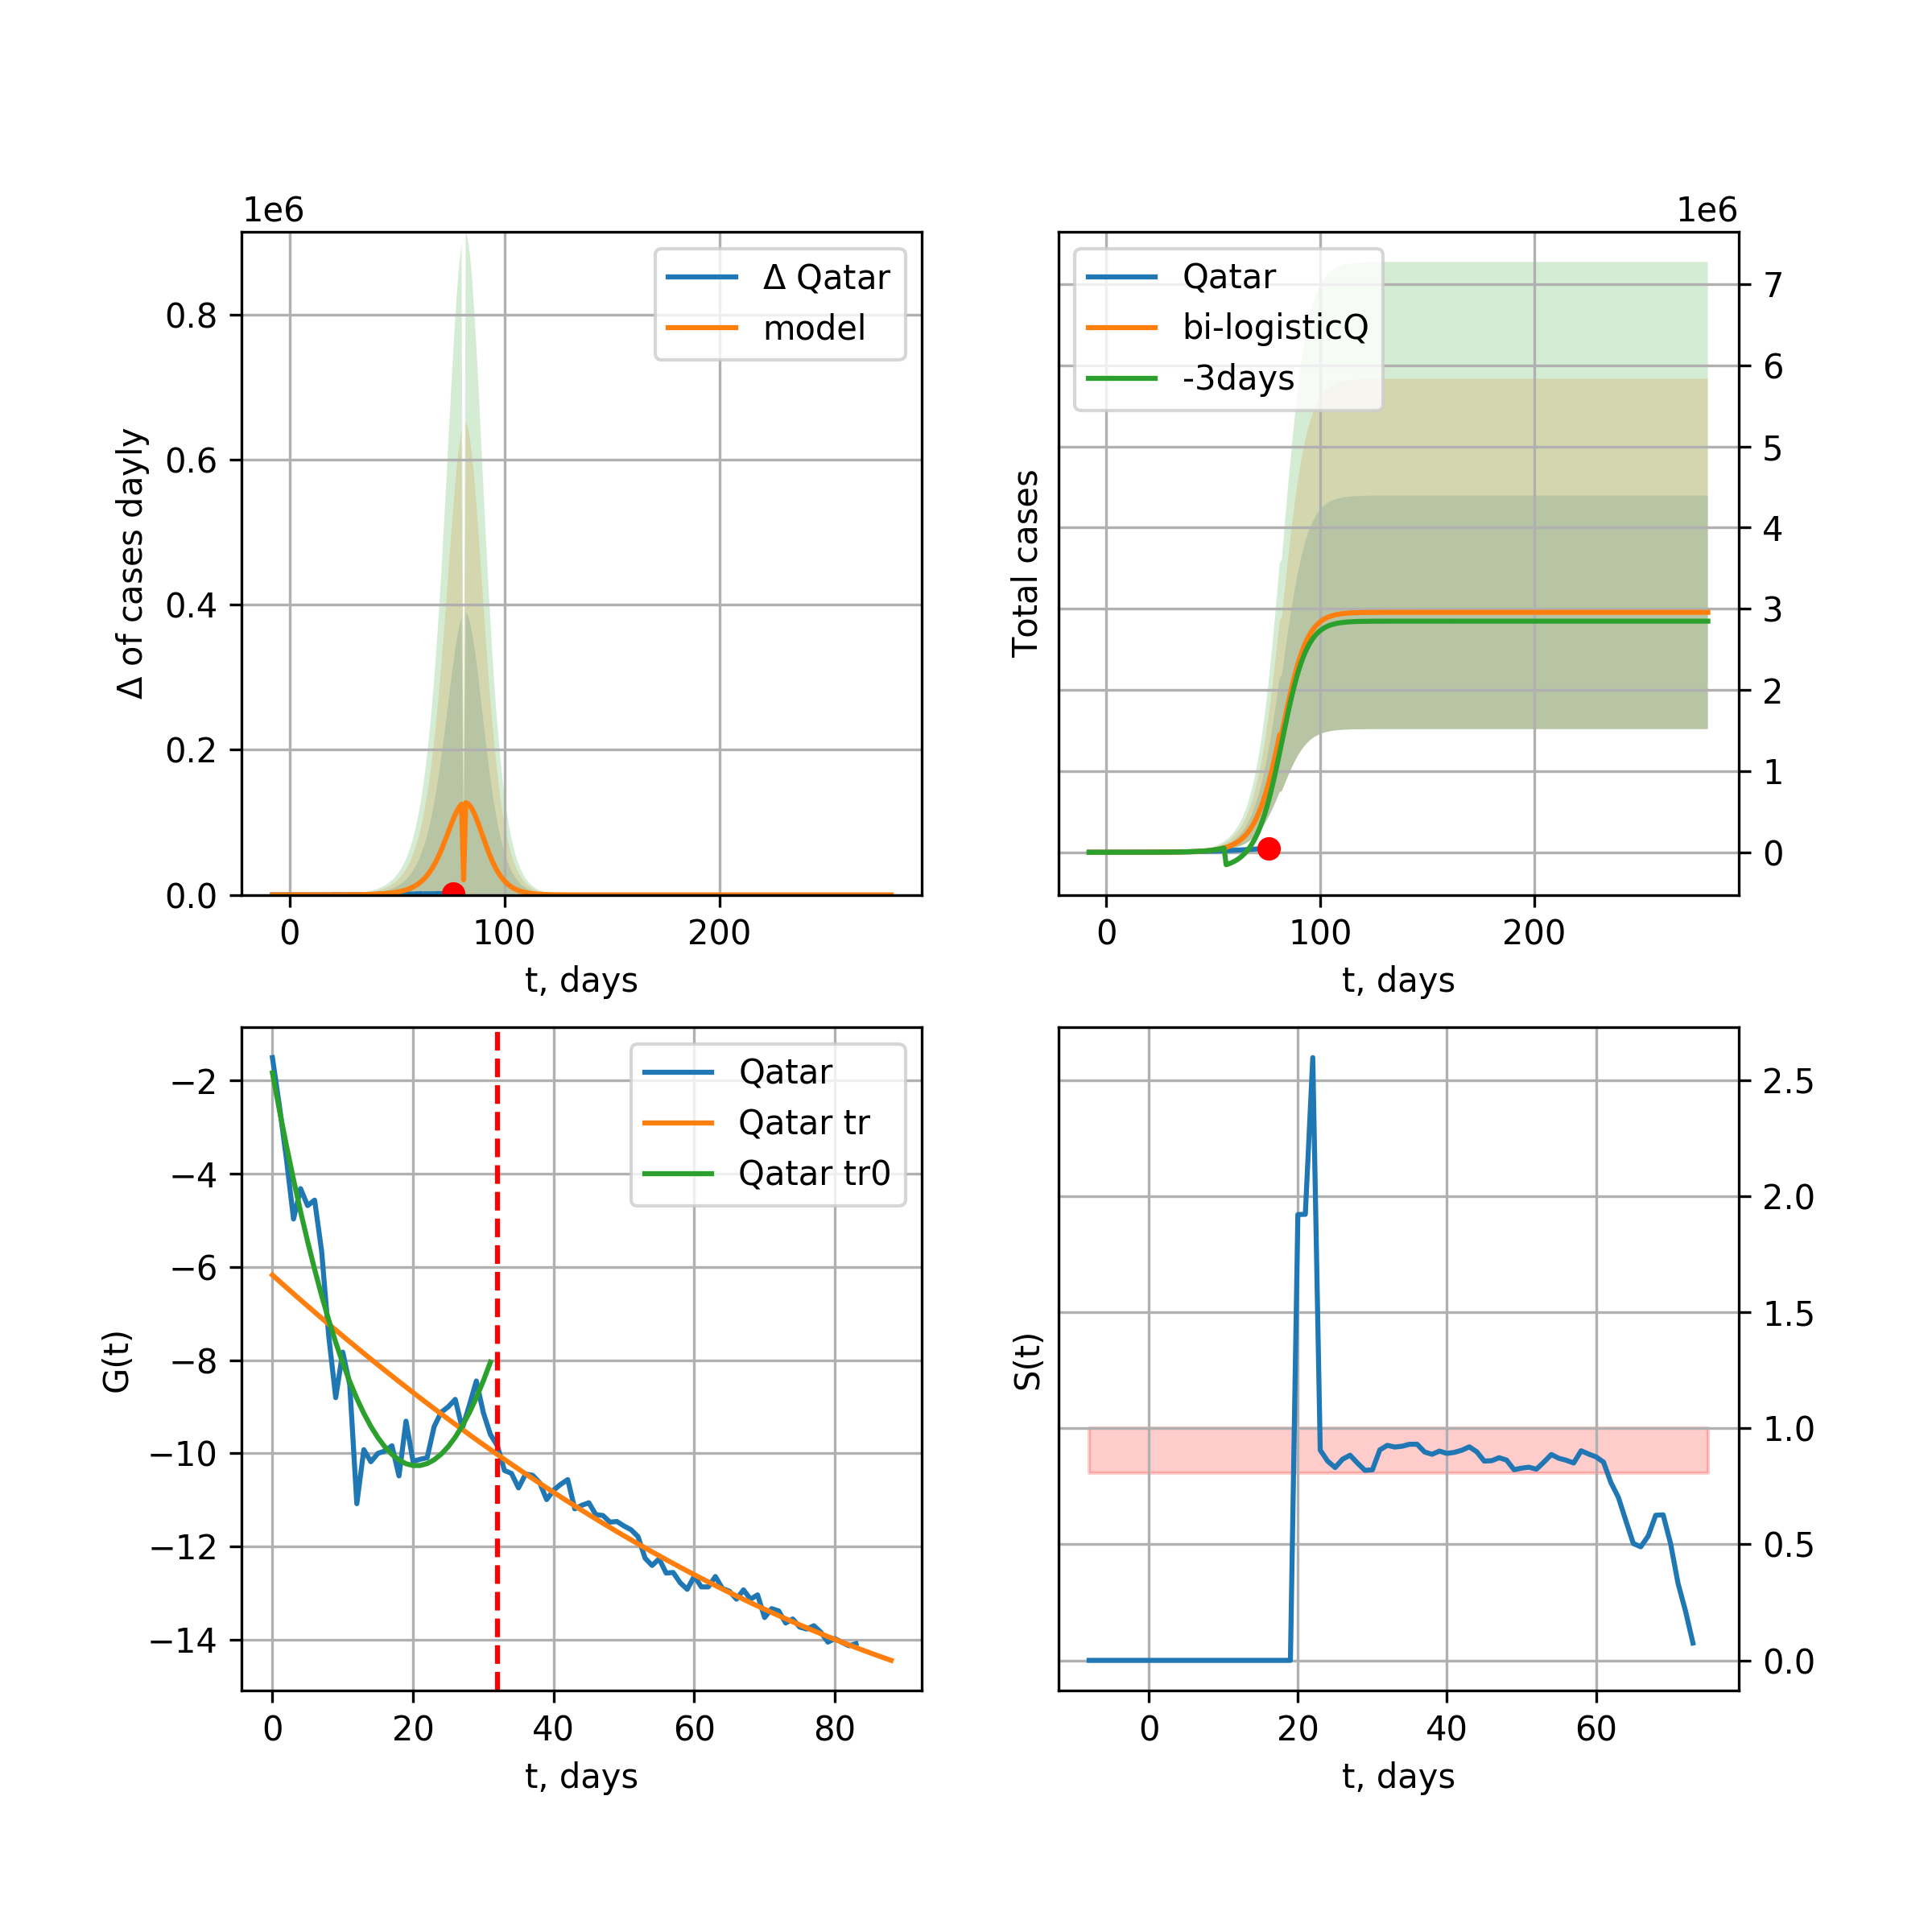 1e6
Δ Qatar
model
0.8
0.6
0.4
0.2
0.0
Δ of cases dayly
0
100
200
t, days
1e6
Qatar
bi-logisticQ
-3days
7
6
5
4
3
2
1
0
Total cases
0
100
200
t, days
Qatar
Qatar tr
Qatar tr0
−2
−4
−6
−8
−10
−12
−14
G(t)
0
20
40
60
80
t, days
2.5
2.0
1.5
1.0
0.5
0.0
S(t)
0
20
40
60
t, days